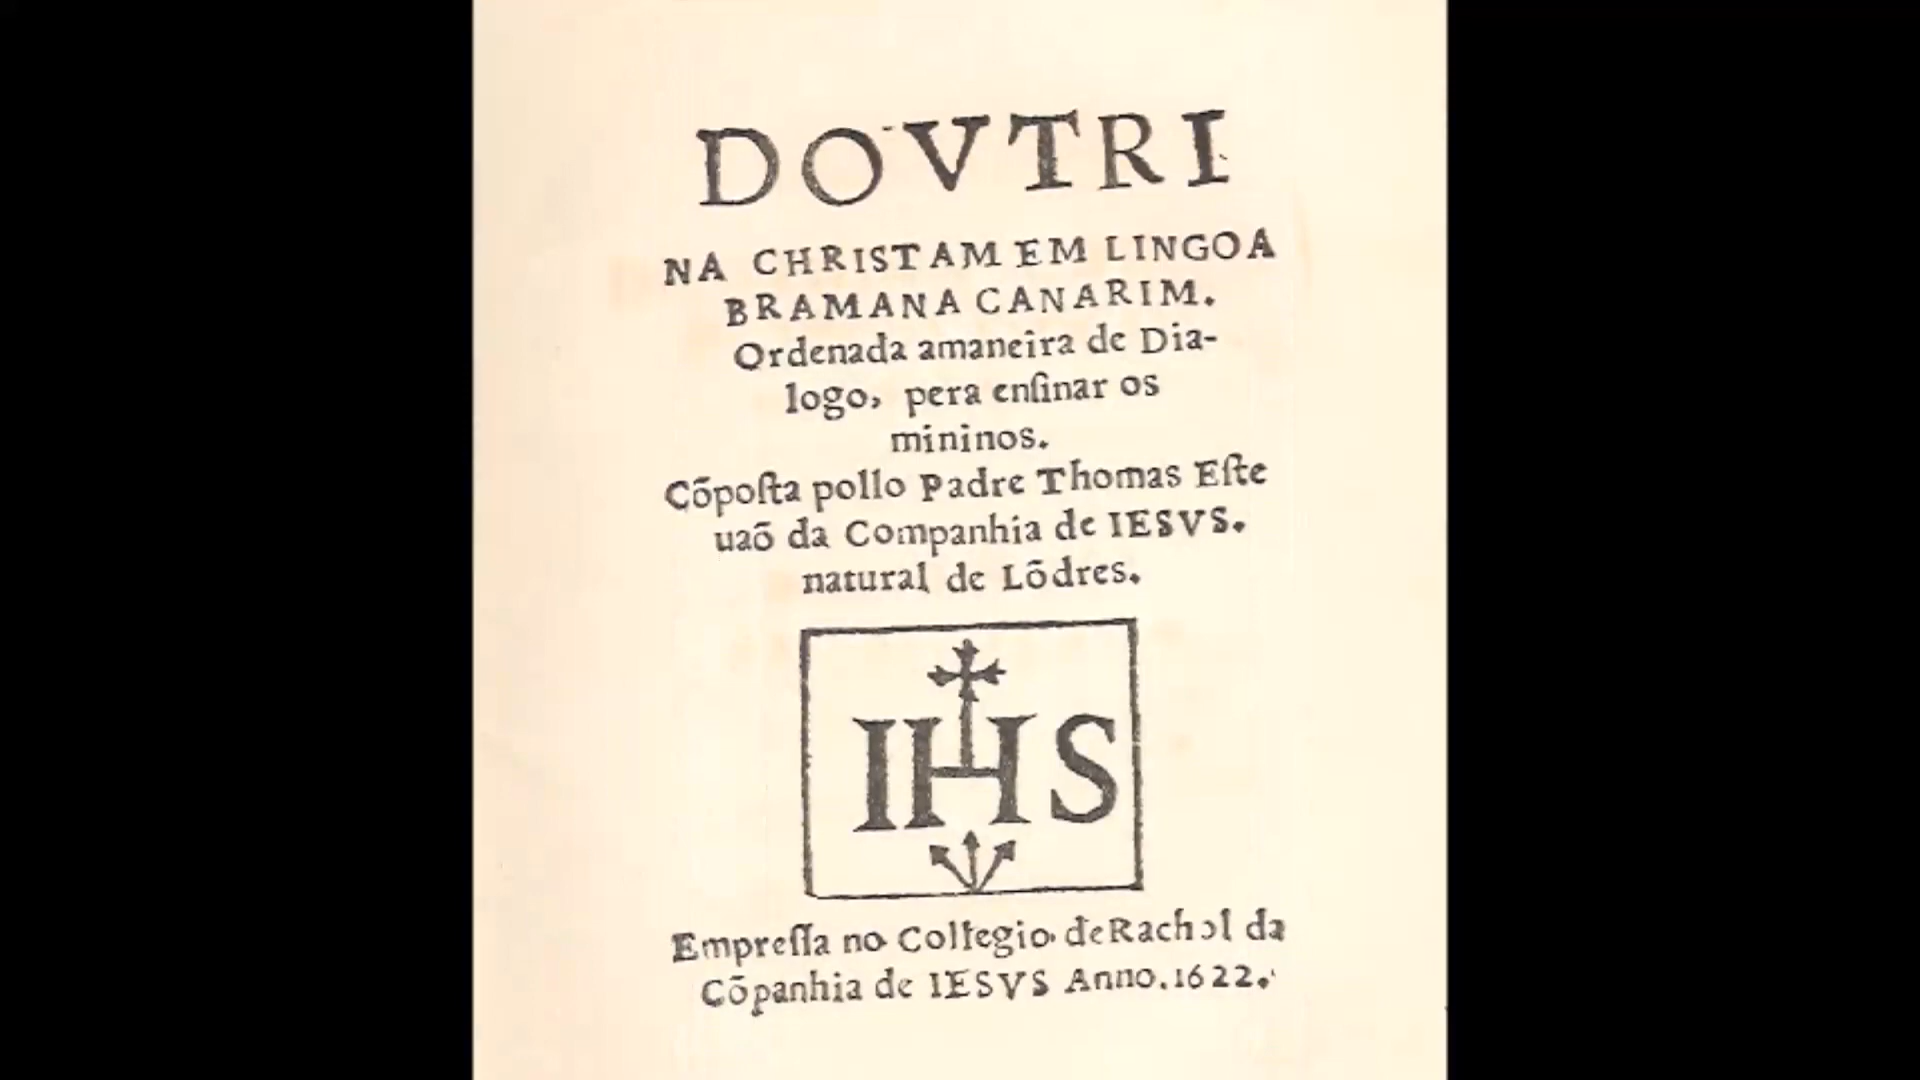 DOVTRI
NA CHRISTAM EM LINGOA
BRAMANA CANARIM.
Ordenada amaneira de Dia-
logo, pera enſinar os
mininos.
Cõpoſta pollo Padre Thomas Eſte
uaõ da Companhia de IESVS.
natural de Lõdres.
IHS
Empreſſa no Collegio de Rachol da
Cõpanhia de IESVS Anno. 1622.